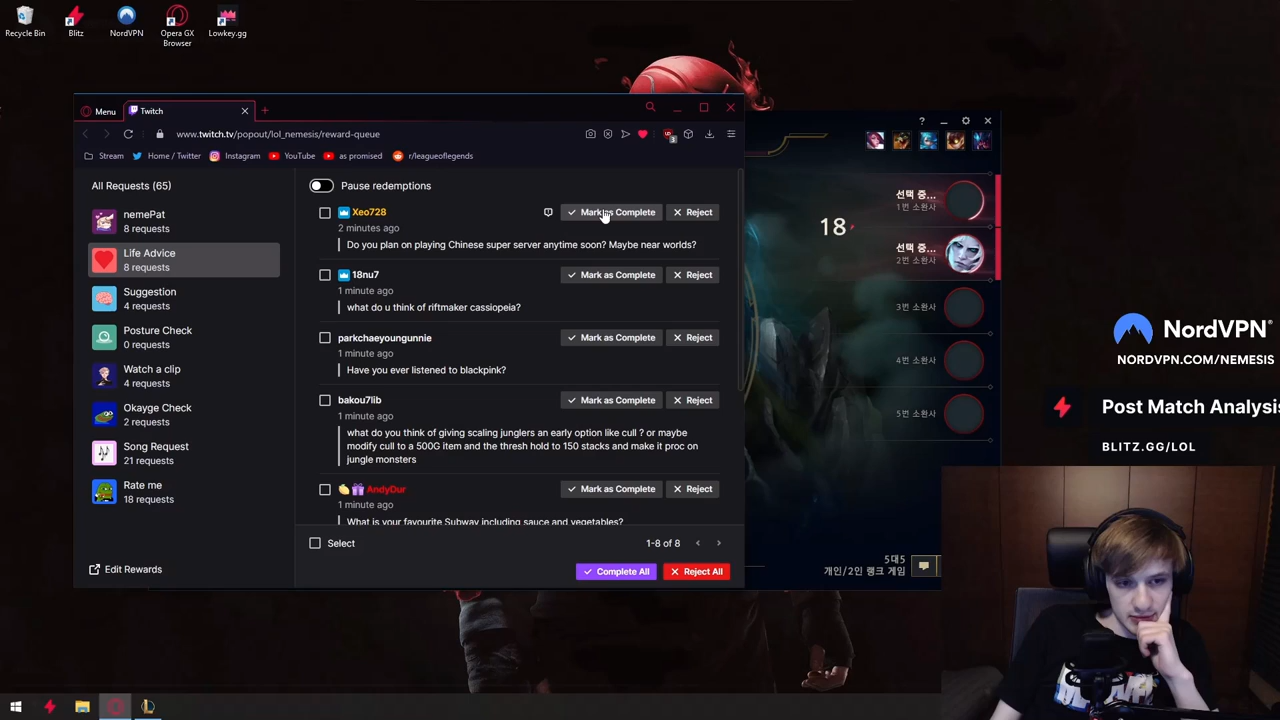 Recycle Bin
Blitz
NordVPN
Opera GX
Browser
Lowkey.gg
Menu
Twitch
www.twitch.tv/popout/lol_nemesis/reward-queue
3
Stream
Home / Twitter
Instagram
YouTube
as promised
r/leagueoflegends
All Requests (65)
nemePat
8 requests
Life Advice
8 requests
Suggestion
4 requests
Posture Check
0 requests
Watch a clip
4 requests
Okayge Check
2 requests
Song Request
21 requests
Rate me
18 requests
Edit Rewards
Pause redemptions
Xeo728
Mark as Complete
Reject
2 minutes ago
Do you plan on playing Chinese super server anytime soon? Maybe near worlds?
18nu7
Mark as Complete
Reject
1 minute ago
what do u think of riftmaker cassiopeia?
parkchaeyoungnnie
Mark as Complete
Reject
1 minute ago
Have you ever listened to blackpink?
bakou7lib
Mark as Complete
Reject
1 minute ago
what do you think of giving scaling junglers an early option like cull ? or maybe
modify cull to a 500G item and the thresh hold to 150 stacks and make it proc on
jungle monsters
AndyDur
Mark as Complete
Reject
1 minute ago
What is your favourite Subway including sauce and vegetables?
Select
1-8 of 8
Complete All
Reject All
?
18
선택 중...
1번 소환사
선택 중...
2번 소환사
3번 소환사
4번 소환사
5번 소환사
5대5
개인/2인 랭크 게임
NordVPN®
NORDVPN.COM/NEMESIS
Post Match Analysis
BLITZ.GG/LOL